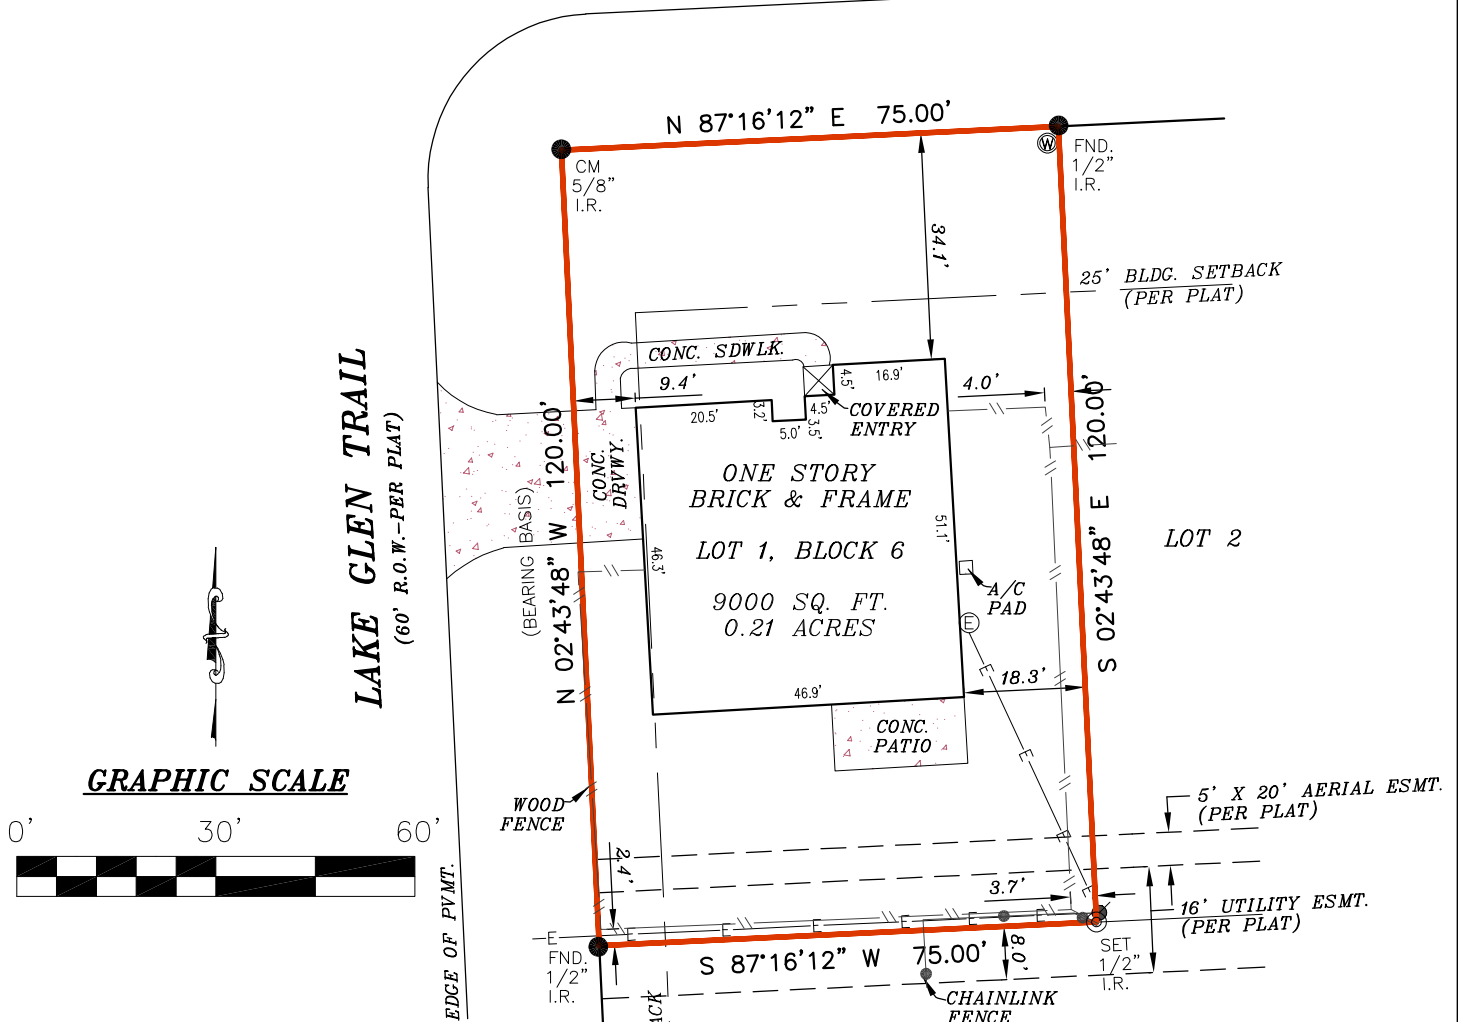 N 87°16'12" E 75.00'
CM
5/8"
I.R.
W
FND.
1/2"
I.R.
34.1'
25' BLDG. SETBACK
(PER PLAT)
CONC. SDWLK.
9.4'
4.5'
16.9'
4.0'
20.5'
3.2'
5.0'
4.5'
3.5'
COVERED
ENTRY
LAKE GLEN TRAIL
(60' R.O.W.-PER PLAT)
N 02°43'48" W 120.00'
(BEARING BASIS)
CONC.
DRVWY.
ONE STORY
BRICK & FRAME
LOT 1, BLOCK 6
9000 SQ. FT.
0.21 ACRES
46.3'
51.1'
46.9'
A/C
PAD
E
S 02°43'48" E 120.00'
LOT 2
18.3'
CONC.
PATIO
E
E
E
E
GRAPHIC SCALE
0' 30' 60'
WOOD
FENCE
5' X 20' AERIAL ESMT.
(PER PLAT)
2.4'
3.7'
16' UTILITY ESMT.
(PER PLAT)
E E E E E
EDGE OF PVMT.
FND.
1/2"
I.R.
S 87°16'12" W 75.00'
8.0'
SET
1/2"
I.R.
CHAINLINK
FENCE
ACK